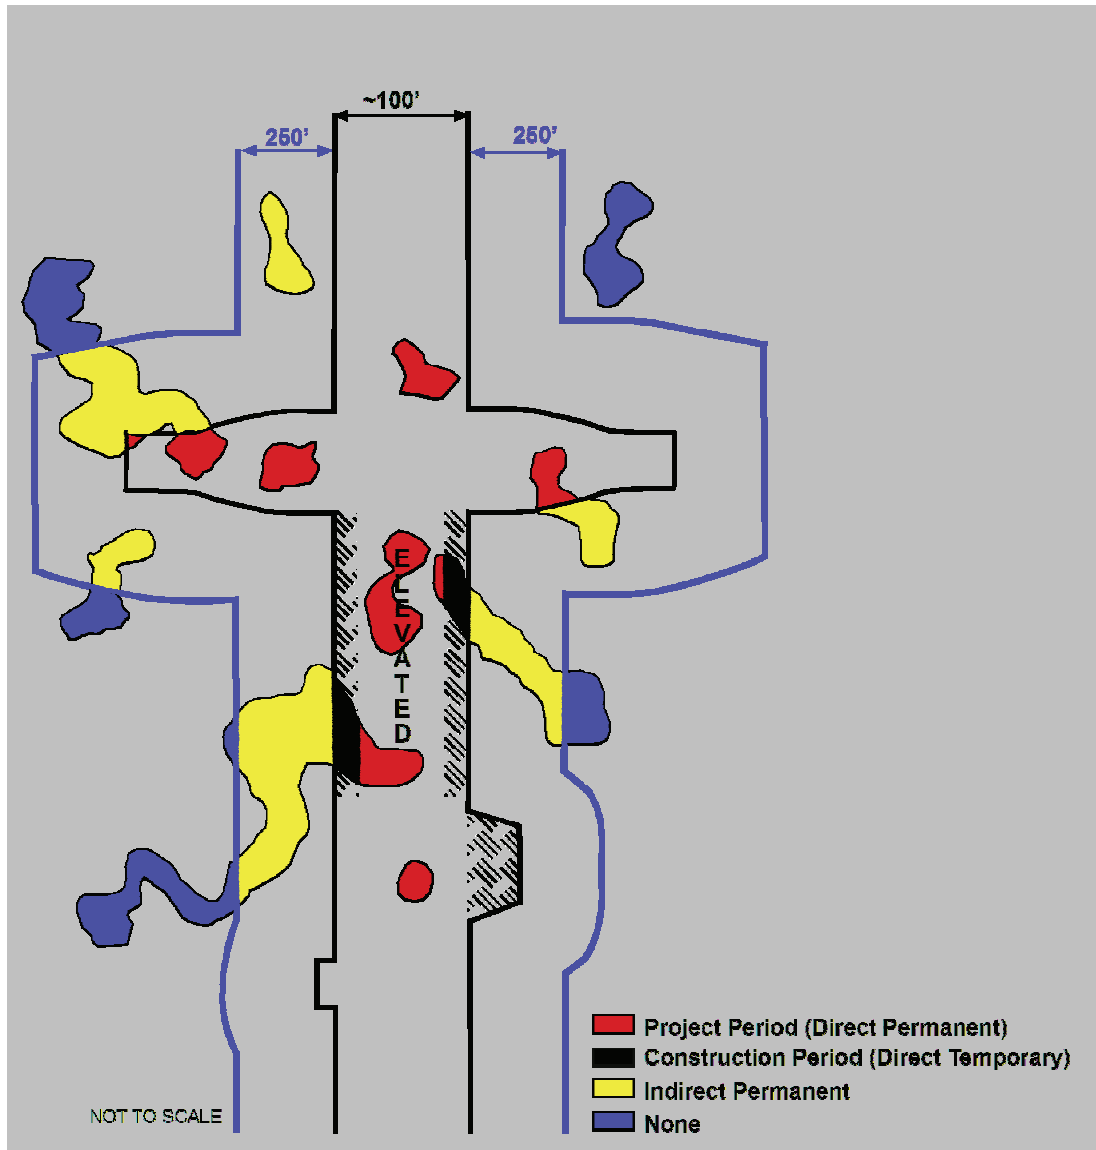 ~100'
250'
250'
ELEVATED
Project Period (Direct Permanent)
Construction Period (Direct Temporary)
Indirect Permanent
None
NOT TO SCALE